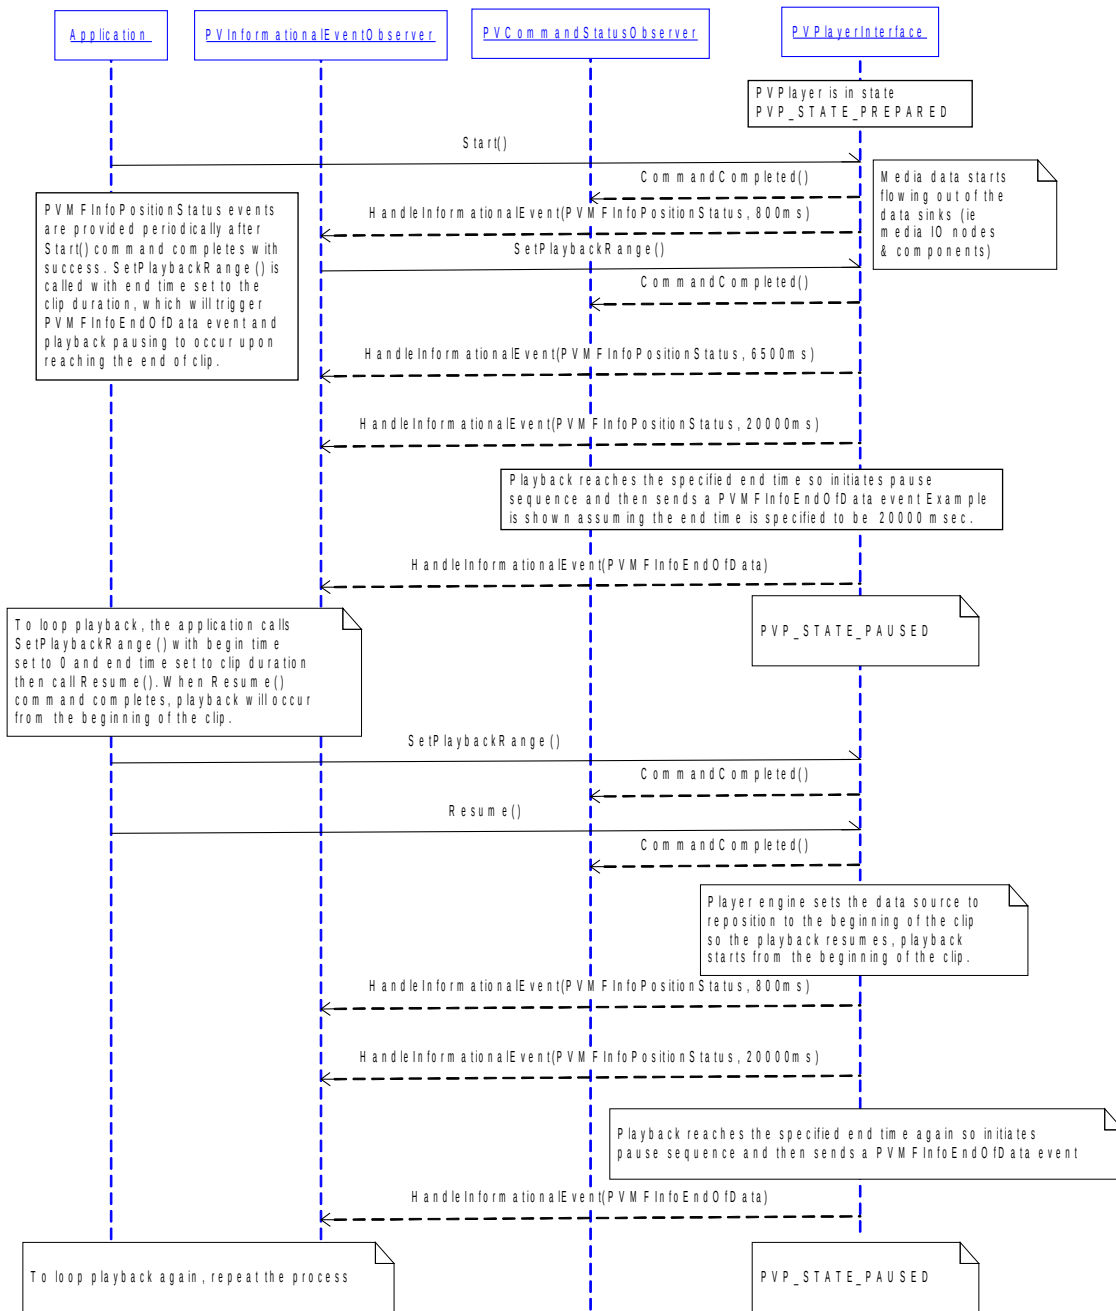 Application
PVInformationalEventObserver
PVCommandStatusObserver
PVPlayerInterface
PVPlayer is in state
PVP_STATE_PREPARED
Start()
CommandCompleted()
Media data starts
flowing out of the
data sinks (ie
media IO nodes
& components)
PVMFInfoPositionStatus events
are provided periodically after
Start() command completes with
success. SetPlaybackRange() is
called with end time set to the
clip duration, which will trigger
PVMFInfoEndOfData event and
playback pausing to occur upon
reaching the end of clip.
HandleInformationalEvent(PVMFInfoPositionStatus, 800ms)
SetPlaybackRange()
CommandCompleted()
HandleInformationalEvent(PVMFInfoPositionStatus, 6500ms)
HandleInformationalEvent(PVMFInfoPositionStatus, 20000ms)
Playback reaches the specified end time so initiates pause
sequence and then sends a PVMFInfoEndOfData event Example
is shown assuming the end time is specified to be 20000 msec.
HandleInformationalEvent(PVMFInfoEndOfData)
PVP_STATE_PAUSED
To loop playback, the application calls
SetPlaybackRange() with begin time
set to 0 and end time set to clip duration
then call Resume(). When Resume()
command completes, playback will occur
from the beginning of the clip.
SetPlaybackRange()
CommandCompleted()
Resume()
CommandCompleted()
Player engine sets the data source to
reposition to the beginning of the clip
so the playback resumes, playback
starts from the beginning of the clip.
HandleInformationalEvent(PVMFInfoPositionStatus, 800ms)
HandleInformationalEvent(PVMFInfoPositionStatus, 20000ms)
Playback reaches the specified end time again so initiates
pause sequence and then sends a PVMFInfoEndOfData event
HandleInformationalEvent(PVMFInfoEndOfData)
To loop playback again, repeat the process
PVP_STATE_PAUSED